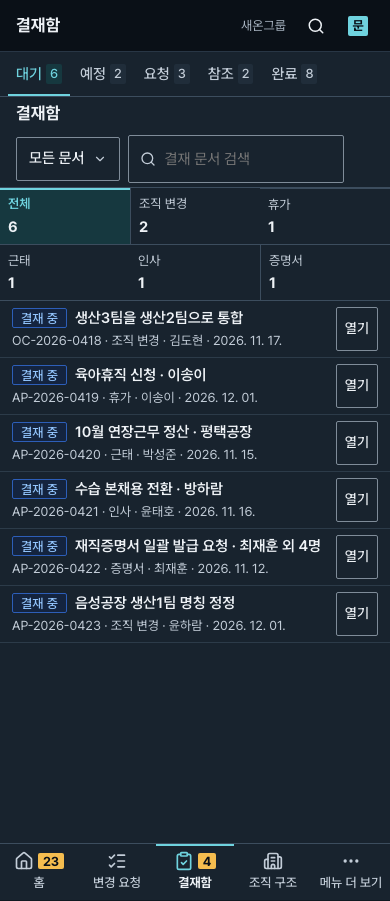 결재함 새온그룹 문
대기 6 예정 2 요청 3 참조 2 완료 8
결재함
모든 문서 결재 문서 검색
전체 조직 변경 휴가
6 2 1
근태 인사 증명서
1 1 1
결재 중 생산3팀을 생산2팀으로 통합 열기
OC-2026-0418 · 조직 변경 · 김도현 · 2026. 11. 17.
결재 중 육아휴직 신청 · 이송이 열기
AP-2026-0419 · 휴가 · 이송이 · 2026. 12. 01.
결재 중 10월 연장근무 정산 · 평택공장 열기
AP-2026-0420 · 근태 · 박성준 · 2026. 11. 15.
결재 중 수습 본채용 전환 · 방하람 열기
AP-2026-0421 · 인사 · 윤태호 · 2026. 11. 16.
결재 중 재직증명서 일괄 발급 요청 · 최재훈 외 4명 열기
AP-2026-0422 · 증명서 · 최재훈 · 2026. 11. 12.
결재 중 음성공장 생산1팀 명칭 정정 열기
AP-2026-0423 · 조직 변경 · 윤하람 · 2026. 12. 01.
23 4
홈 변경 요청 결재함 조직 구조 메뉴 더 보기